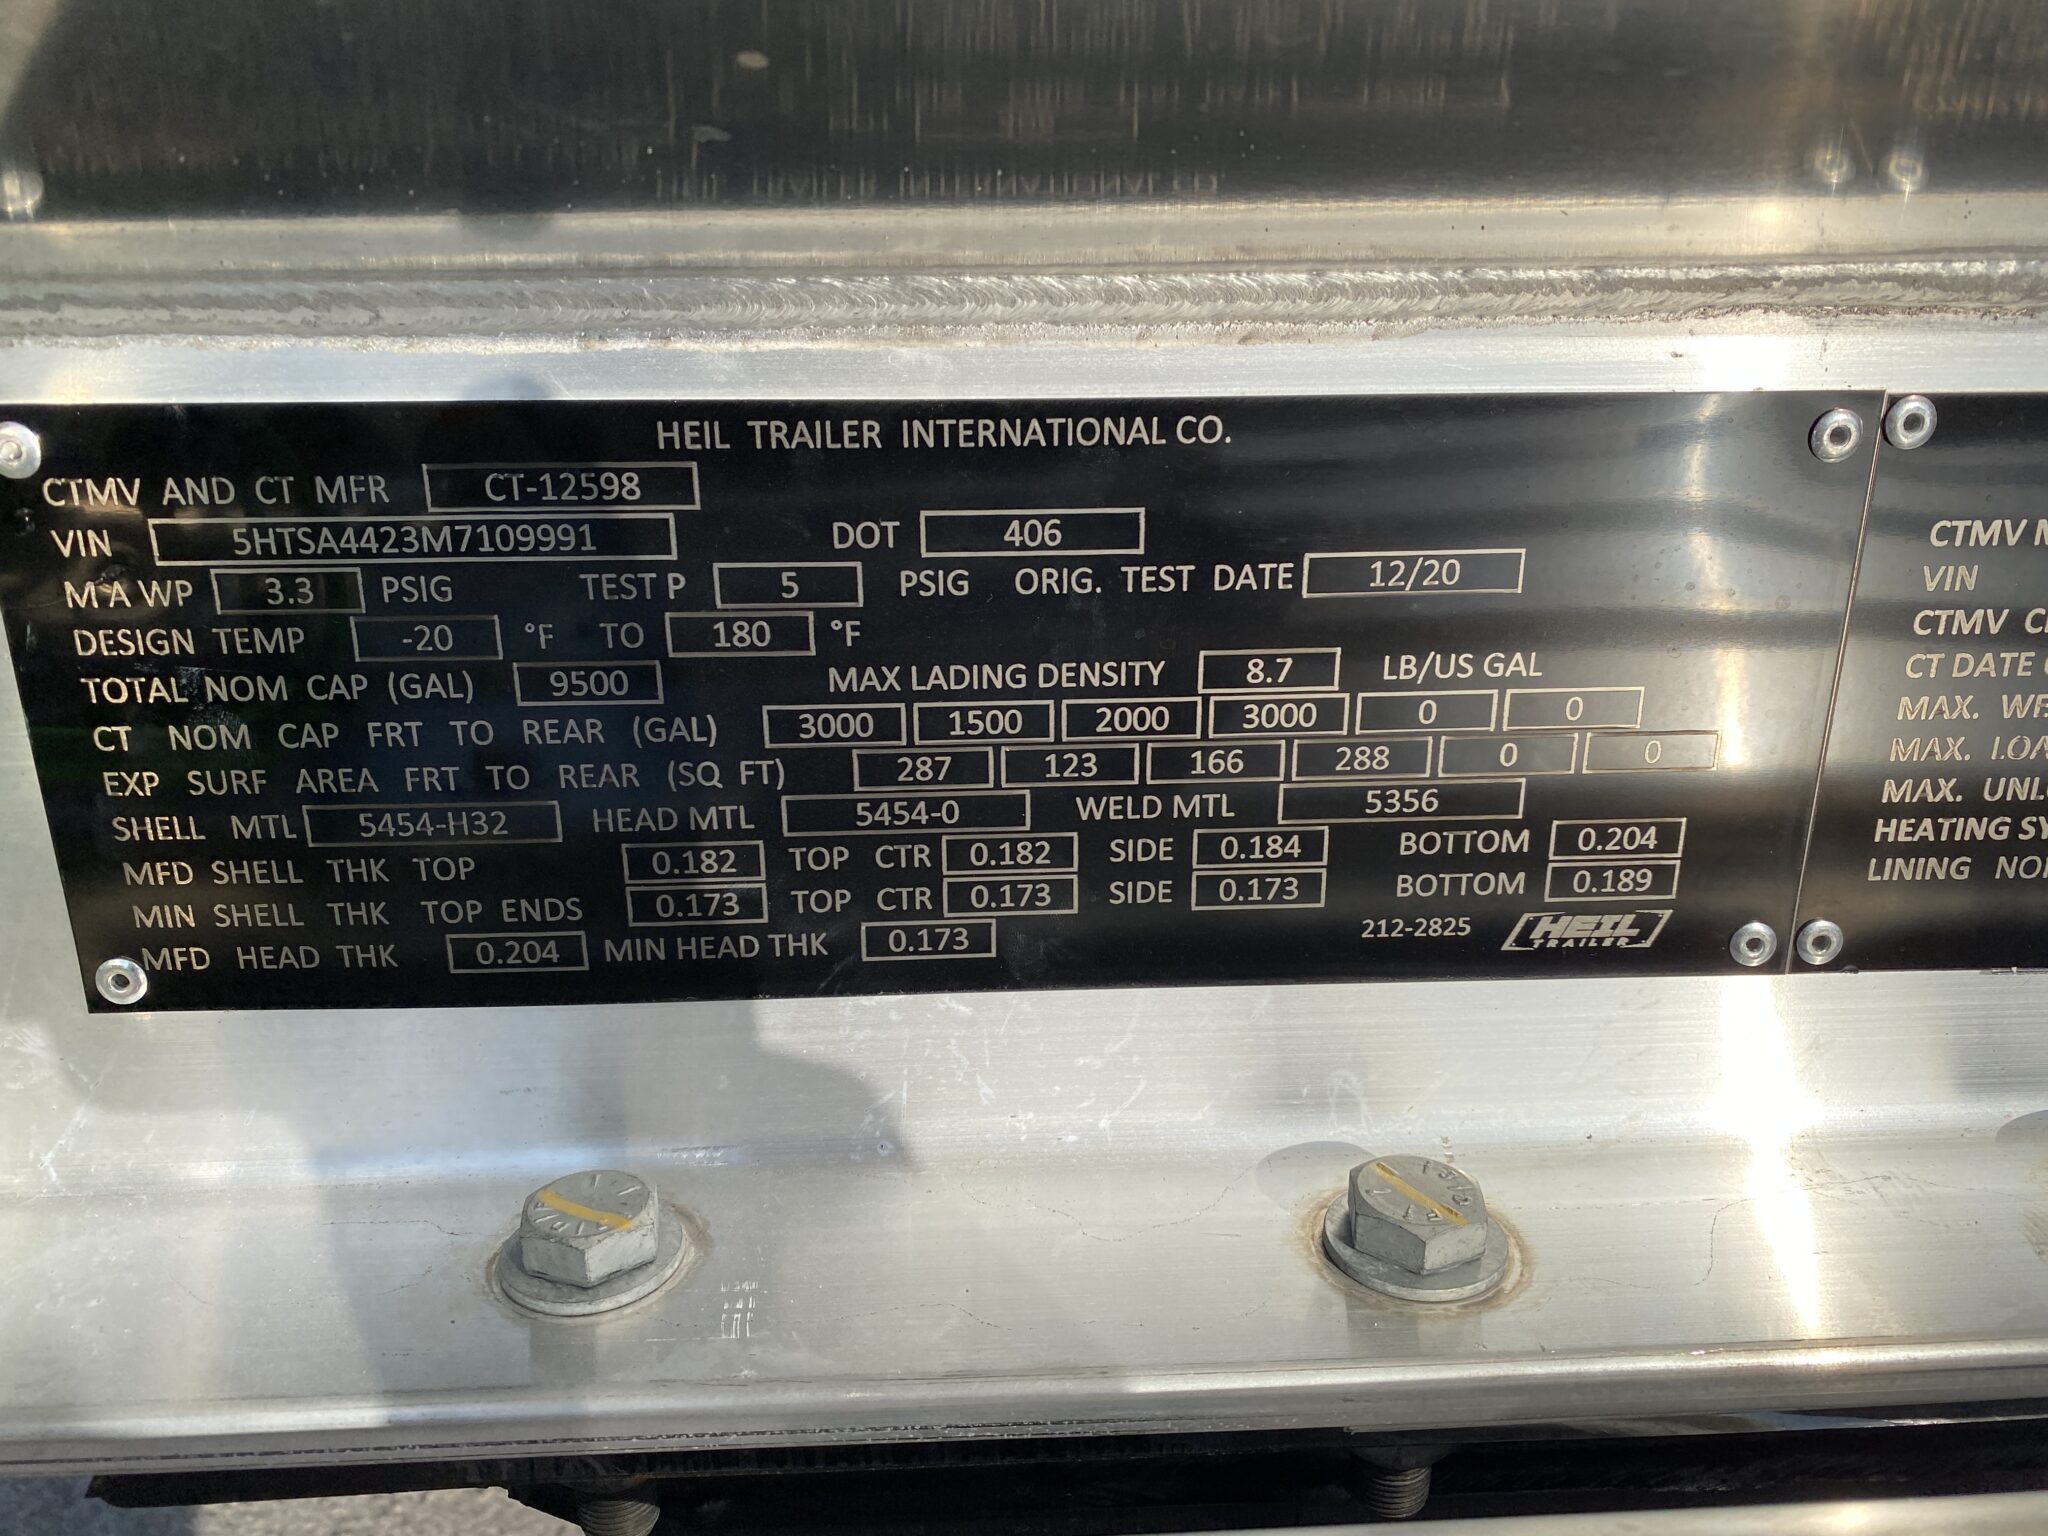 HEIL TRAILER INTERNATIONAL CO.
CTMV AND CT MFR CT-12598
VIN 5HTSA4423M7109991 DOT 406
M A WP 3.3 PSIG TEST P 5 PSIG ORIG. TEST DATE 12/20
DESIGN TEMP -20 °F TO 180 °F
TOTAL NOM CAP (GAL) 9500 MAX LADING DENSITY 8.7 LB/US GAL
CT NOM CAP FRT TO REAR (GAL) 3000 1500 2000 3000 0 0
EXP SURF AREA FRT TO REAR (SQ FT) 287 123 166 288 0 0
SHELL MTL 5454-H32 HEAD MTL 5454-0 WELD MTL 5356
MFD SHELL THK TOP 0.182 TOP CTR 0.182 SIDE 0.184 BOTTOM 0.204
MIN SHELL THK TOP ENDS 0.173 TOP CTR 0.173 SIDE 0.173 BOTTOM 0.189
MFD HEAD THK 0.204 MIN HEAD THK 0.173 212-2825 HEIL TRAILER
CTMV
VIN
CTMV
CT DATE
MAX.
MAX.
MAX.
HEATING
LINING